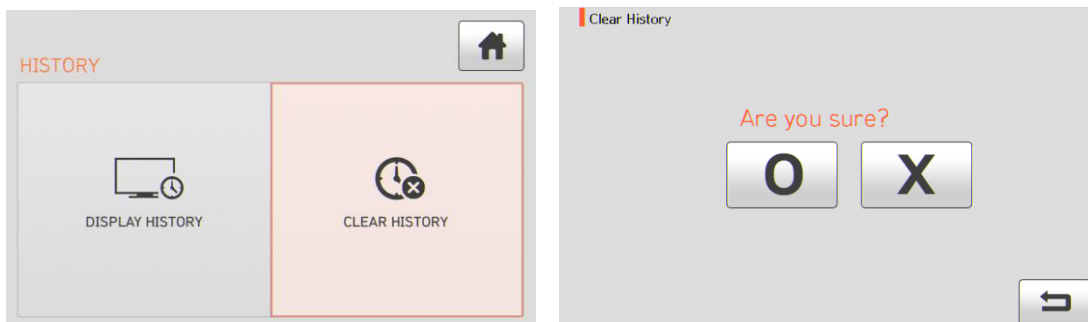 HISTORY
DISPLAY HISTORY
CLEAR HISTORY
Clear History
Are you sure?
O X